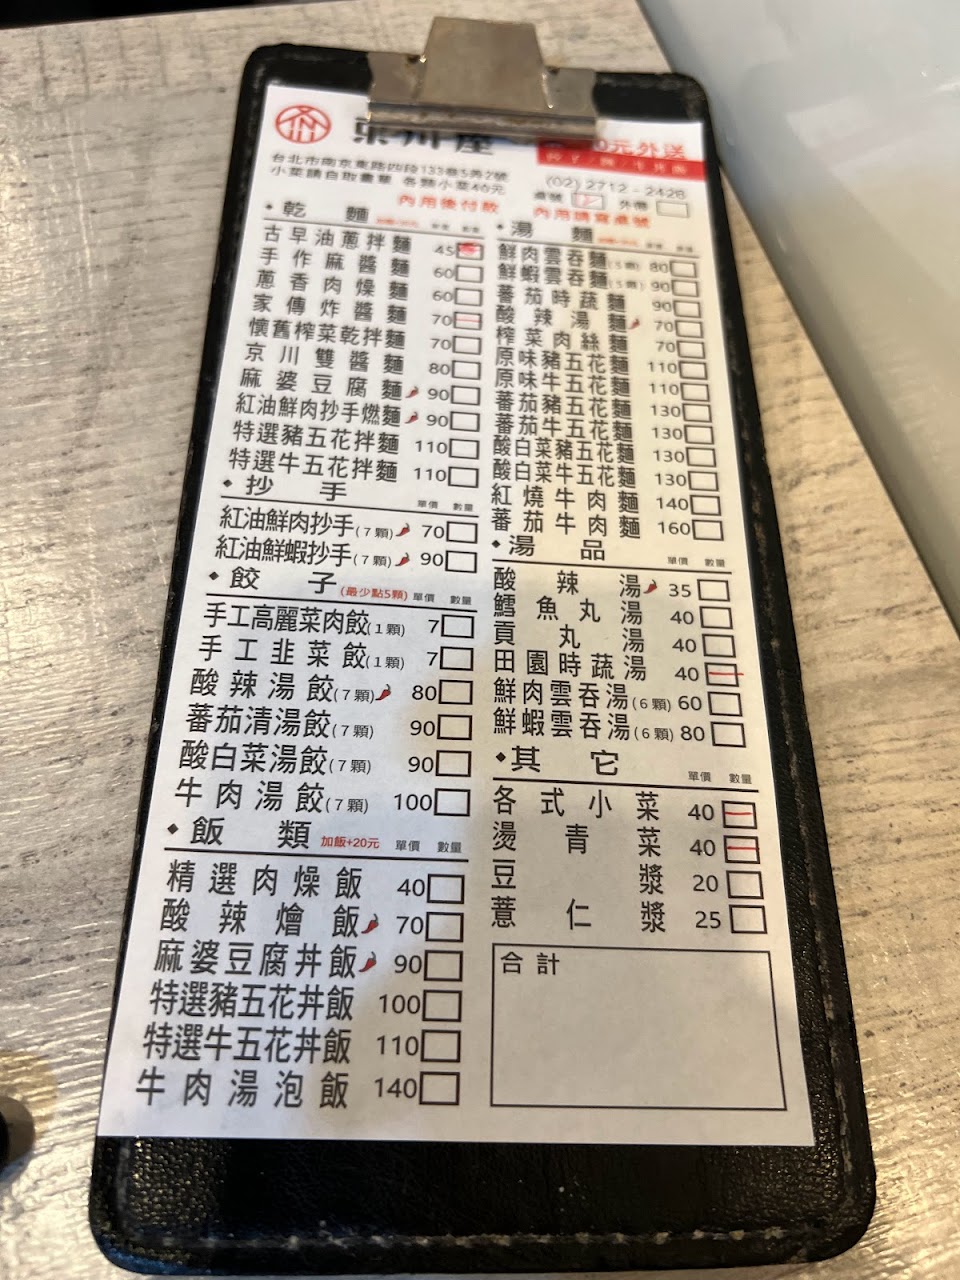 川座
元外送
台北市南京東路四段133巷5弄2號
小菜請自取畫單 各類小菜40元
(02) 2712-2428
桌號 外帶
內用後付款 內用請寫桌號
• 乾麵
古早油蔥拌麵 45
手作麻醬麵 60
蔥香肉燥麵 60
家傳炸醬麵 70
懷舊榨菜乾拌麵 70
京川雙醬麵 80
麻婆豆腐麵 90
紅油鮮肉抄手燃麵 90
特選豬五花拌麵 110
特選牛五花拌麵 110
• 抄手 單價 數量
紅油鮮肉抄手(7顆) 70
紅油鮮蝦抄手(7顆) 90
• 餃子 (最少點5顆) 單價 數量
手工高麗菜肉餃(1顆) 7
手工韭菜餃(1顆) 7
酸辣湯餃(7顆) 80
蕃茄清湯餃(7顆) 90
酸白菜湯餃(7顆) 90
牛肉湯餃(7顆) 100
• 飯類 加飯+20元 單價 數量
精選肉燥飯 40
酸辣燴飯 70
麻婆豆腐丼飯 90
特選豬五花丼飯 100
特選牛五花丼飯 110
牛肉湯泡飯 140
• 湯麵
鮮肉雲吞麵(5顆) 80
鮮蝦雲吞麵(5顆) 90
蕃茄時蔬麵 90
酸辣湯麵 70
榨菜肉絲麵 70
原味豬五花麵 110
原味牛五花麵 110
蕃茄豬五花麵 130
蕃茄牛五花麵 130
酸白菜豬五花麵 130
酸白菜牛五花麵 130
紅燒牛肉麵 140
蕃茄牛肉麵 160
• 湯品 單價 數量
酸辣湯 35
鱈魚丸湯 40
貢丸湯 40
田園時蔬湯 40
鮮肉雲吞湯(6顆) 60
鮮蝦雲吞湯(6顆) 80
• 其它 單價 數量
各式小菜 40
燙青菜 40
豆漿 20
薏仁漿 25
合計